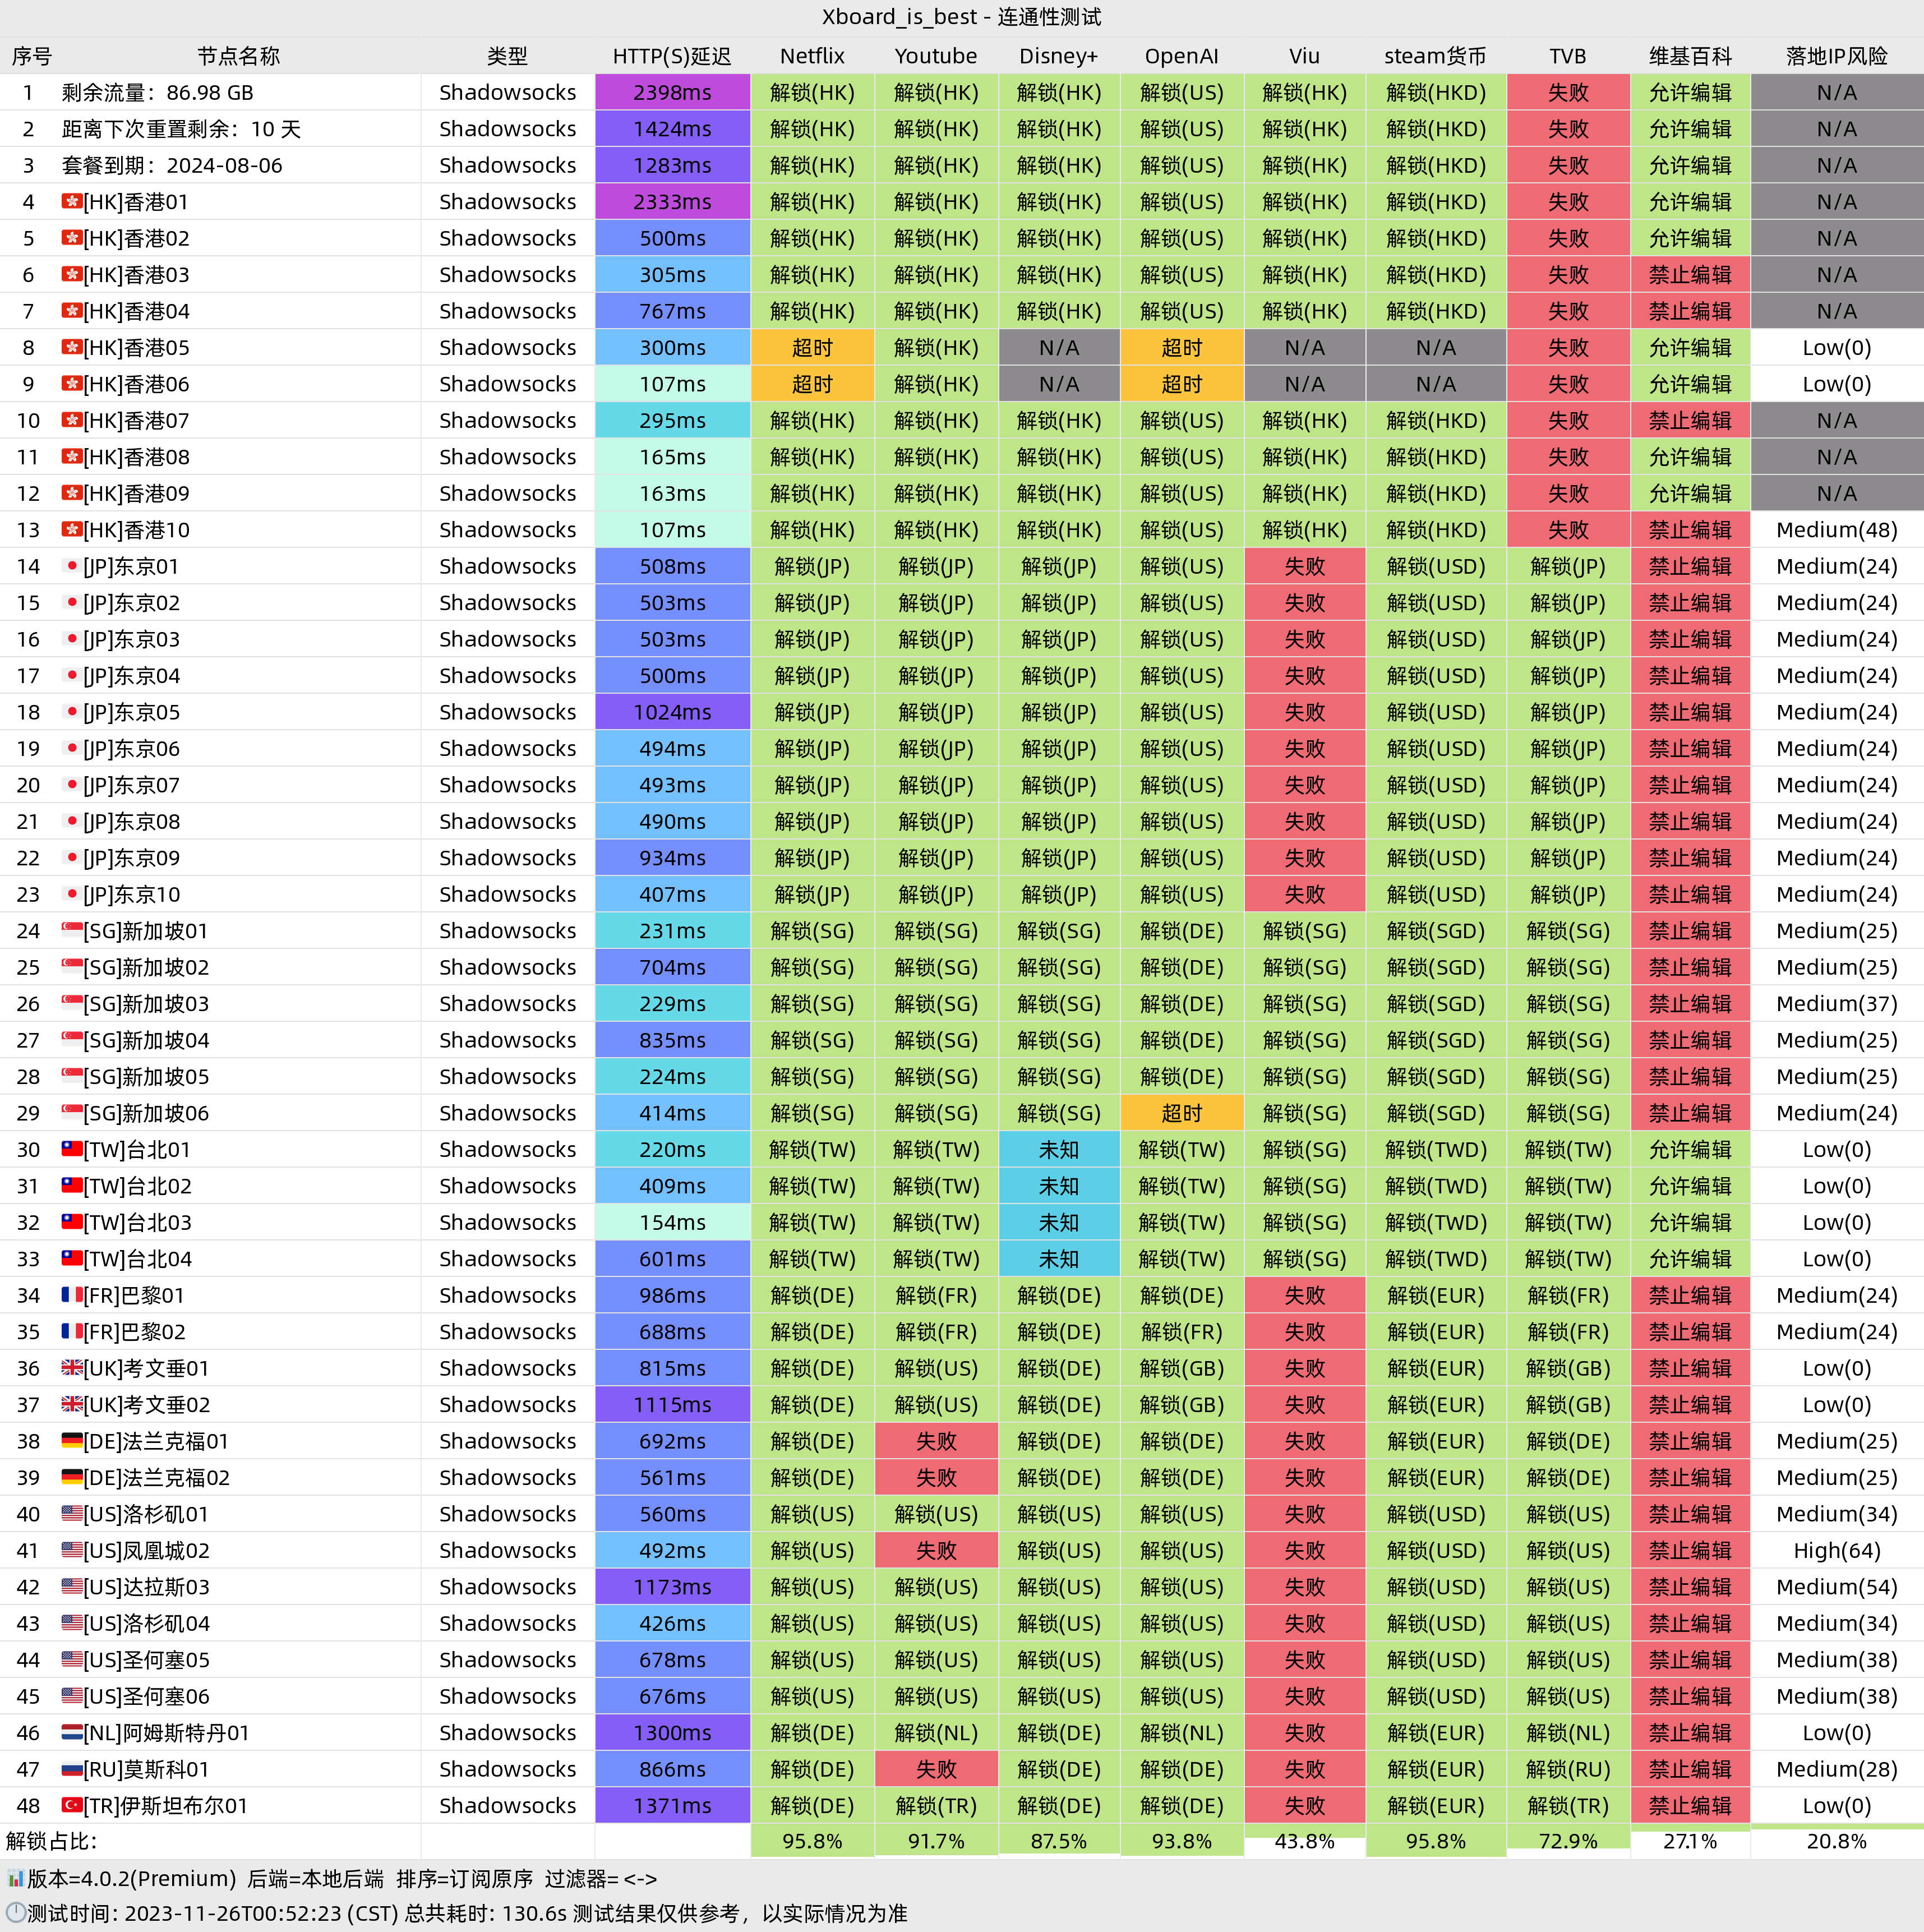 Xboard_is_best - 连通性测试
序号 节点名称 类型 HTTP(S)延迟 Netflix Youtube Disney+ OpenAI Viu steam货币 TVB 维基百科 落地IP风险
1 剩余流量：86.98 GB Shadowsocks 2398ms 解锁(HK) 解锁(HK) 解锁(HK) 解锁(US) 解锁(HK) 解锁(HKD) 失败 允许编辑 N/A
2 距离下次重置剩余：10 天 Shadowsocks 1424ms 解锁(HK) 解锁(HK) 解锁(HK) 解锁(US) 解锁(HK) 解锁(HKD) 失败 允许编辑 N/A
3 套餐到期：2024-08-06 Shadowsocks 1283ms 解锁(HK) 解锁(HK) 解锁(HK) 解锁(US) 解锁(HK) 解锁(HKD) 失败 允许编辑 N/A
4 [HK]香港01 Shadowsocks 2333ms 解锁(HK) 解锁(HK) 解锁(HK) 解锁(US) 解锁(HK) 解锁(HKD) 失败 允许编辑 N/A
5 [HK]香港02 Shadowsocks 500ms 解锁(HK) 解锁(HK) 解锁(HK) 解锁(US) 解锁(HK) 解锁(HKD) 失败 允许编辑 N/A
6 [HK]香港03 Shadowsocks 305ms 解锁(HK) 解锁(HK) 解锁(HK) 解锁(US) 解锁(HK) 解锁(HKD) 失败 禁止编辑 N/A
7 [HK]香港04 Shadowsocks 767ms 解锁(HK) 解锁(HK) 解锁(HK) 解锁(US) 解锁(HK) 解锁(HKD) 失败 禁止编辑 N/A
8 [HK]香港05 Shadowsocks 300ms 超时 解锁(HK) N/A 超时 N/A N/A 失败 允许编辑 Low(0)
9 [HK]香港06 Shadowsocks 107ms 超时 解锁(HK) N/A 超时 N/A N/A 失败 允许编辑 Low(0)
10 [HK]香港07 Shadowsocks 295ms 解锁(HK) 解锁(HK) 解锁(HK) 解锁(US) 解锁(HK) 解锁(HKD) 失败 禁止编辑 N/A
11 [HK]香港08 Shadowsocks 165ms 解锁(HK) 解锁(HK) 解锁(HK) 解锁(US) 解锁(HK) 解锁(HKD) 失败 允许编辑 N/A
12 [HK]香港09 Shadowsocks 163ms 解锁(HK) 解锁(HK) 解锁(HK) 解锁(US) 解锁(HK) 解锁(HKD) 失败 允许编辑 N/A
13 [HK]香港10 Shadowsocks 107ms 解锁(HK) 解锁(HK) 解锁(HK) 解锁(US) 解锁(HK) 解锁(HKD) 失败 禁止编辑 Medium(48)
14 [JP]东京01 Shadowsocks 508ms 解锁(JP) 解锁(JP) 解锁(JP) 解锁(US) 失败 解锁(USD) 解锁(JP) 禁止编辑 Medium(24)
15 [JP]东京02 Shadowsocks 503ms 解锁(JP) 解锁(JP) 解锁(JP) 解锁(US) 失败 解锁(USD) 解锁(JP) 禁止编辑 Medium(24)
16 [JP]东京03 Shadowsocks 503ms 解锁(JP) 解锁(JP) 解锁(JP) 解锁(US) 失败 解锁(USD) 解锁(JP) 禁止编辑 Medium(24)
17 [JP]东京04 Shadowsocks 500ms 解锁(JP) 解锁(JP) 解锁(JP) 解锁(US) 失败 解锁(USD) 解锁(JP) 禁止编辑 Medium(24)
18 [JP]东京05 Shadowsocks 1024ms 解锁(JP) 解锁(JP) 解锁(JP) 解锁(US) 失败 解锁(USD) 解锁(JP) 禁止编辑 Medium(24)
19 [JP]东京06 Shadowsocks 494ms 解锁(JP) 解锁(JP) 解锁(JP) 解锁(US) 失败 解锁(USD) 解锁(JP) 禁止编辑 Medium(24)
20 [JP]东京07 Shadowsocks 493ms 解锁(JP) 解锁(JP) 解锁(JP) 解锁(US) 失败 解锁(USD) 解锁(JP) 禁止编辑 Medium(24)
21 [JP]东京08 Shadowsocks 490ms 解锁(JP) 解锁(JP) 解锁(JP) 解锁(US) 失败 解锁(USD) 解锁(JP) 禁止编辑 Medium(24)
22 [JP]东京09 Shadowsocks 934ms 解锁(JP) 解锁(JP) 解锁(JP) 解锁(US) 失败 解锁(USD) 解锁(JP) 禁止编辑 Medium(24)
23 [JP]东京10 Shadowsocks 407ms 解锁(JP) 解锁(JP) 解锁(JP) 解锁(US) 失败 解锁(USD) 解锁(JP) 禁止编辑 Medium(24)
24 [SG]新加坡01 Shadowsocks 231ms 解锁(SG) 解锁(SG) 解锁(SG) 解锁(DE) 解锁(SG) 解锁(SGD) 解锁(SG) 禁止编辑 Medium(25)
25 [SG]新加坡02 Shadowsocks 704ms 解锁(SG) 解锁(SG) 解锁(SG) 解锁(DE) 解锁(SG) 解锁(SGD) 解锁(SG) 禁止编辑 Medium(25)
26 [SG]新加坡03 Shadowsocks 229ms 解锁(SG) 解锁(SG) 解锁(SG) 解锁(DE) 解锁(SG) 解锁(SGD) 解锁(SG) 禁止编辑 Medium(37)
27 [SG]新加坡04 Shadowsocks 835ms 解锁(SG) 解锁(SG) 解锁(SG) 解锁(DE) 解锁(SG) 解锁(SGD) 解锁(SG) 禁止编辑 Medium(25)
28 [SG]新加坡05 Shadowsocks 224ms 解锁(SG) 解锁(SG) 解锁(SG) 解锁(DE) 解锁(SG) 解锁(SGD) 解锁(SG) 禁止编辑 Medium(25)
29 [SG]新加坡06 Shadowsocks 414ms 解锁(SG) 解锁(SG) 解锁(SG) 超时 解锁(SG) 解锁(SGD) 解锁(SG) 禁止编辑 Medium(24)
30 [TW]台北01 Shadowsocks 220ms 解锁(TW) 解锁(TW) 未知 解锁(TW) 解锁(SG) 解锁(TWD) 解锁(TW) 允许编辑 Low(0)
31 [TW]台北02 Shadowsocks 409ms 解锁(TW) 解锁(TW) 未知 解锁(TW) 解锁(SG) 解锁(TWD) 解锁(TW) 允许编辑 Low(0)
32 [TW]台北03 Shadowsocks 154ms 解锁(TW) 解锁(TW) 未知 解锁(TW) 解锁(SG) 解锁(TWD) 解锁(TW) 允许编辑 Low(0)
33 [TW]台北04 Shadowsocks 601ms 解锁(TW) 解锁(TW) 未知 解锁(TW) 解锁(SG) 解锁(TWD) 解锁(TW) 允许编辑 Low(0)
34 [FR]巴黎01 Shadowsocks 986ms 解锁(DE) 解锁(FR) 解锁(DE) 解锁(DE) 失败 解锁(EUR) 解锁(FR) 禁止编辑 Medium(24)
35 [FR]巴黎02 Shadowsocks 688ms 解锁(DE) 解锁(FR) 解锁(DE) 解锁(FR) 失败 解锁(EUR) 解锁(FR) 禁止编辑 Medium(24)
36 [UK]考文垂01 Shadowsocks 815ms 解锁(DE) 解锁(US) 解锁(DE) 解锁(GB) 失败 解锁(EUR) 解锁(GB) 禁止编辑 Low(0)
37 [UK]考文垂02 Shadowsocks 1115ms 解锁(DE) 解锁(US) 解锁(DE) 解锁(GB) 失败 解锁(EUR) 解锁(GB) 禁止编辑 Low(0)
38 [DE]法兰克福01 Shadowsocks 692ms 解锁(DE) 失败 解锁(DE) 解锁(DE) 失败 解锁(EUR) 解锁(DE) 禁止编辑 Medium(25)
39 [DE]法兰克福02 Shadowsocks 561ms 解锁(DE) 失败 解锁(DE) 解锁(DE) 失败 解锁(EUR) 解锁(DE) 禁止编辑 Medium(25)
40 [US]洛杉矶01 Shadowsocks 560ms 解锁(US) 解锁(US) 解锁(US) 解锁(US) 失败 解锁(USD) 解锁(US) 禁止编辑 Medium(34)
41 [US]凤凰城02 Shadowsocks 492ms 解锁(US) 失败 解锁(US) 解锁(US) 失败 解锁(USD) 解锁(US) 禁止编辑 High(64)
42 [US]达拉斯03 Shadowsocks 1173ms 解锁(US) 解锁(US) 解锁(US) 解锁(US) 失败 解锁(USD) 解锁(US) 禁止编辑 Medium(54)
43 [US]洛杉矶04 Shadowsocks 426ms 解锁(US) 解锁(US) 解锁(US) 解锁(US) 失败 解锁(USD) 解锁(US) 禁止编辑 Medium(34)
44 [US]圣何塞05 Shadowsocks 678ms 解锁(US) 解锁(US) 解锁(US) 解锁(US) 失败 解锁(USD) 解锁(US) 禁止编辑 Medium(38)
45 [US]圣何塞06 Shadowsocks 676ms 解锁(US) 解锁(US) 解锁(US) 解锁(US) 失败 解锁(USD) 解锁(US) 禁止编辑 Medium(38)
46 [NL]阿姆斯特丹01 Shadowsocks 1300ms 解锁(DE) 解锁(NL) 解锁(DE) 解锁(NL) 失败 解锁(EUR) 解锁(NL) 禁止编辑 Low(0)
47 [RU]莫斯科01 Shadowsocks 866ms 解锁(DE) 失败 解锁(DE) 解锁(DE) 失败 解锁(EUR) 解锁(RU) 禁止编辑 Medium(28)
48 [TR]伊斯坦布尔01 Shadowsocks 1371ms 解锁(DE) 解锁(TR) 解锁(DE) 解锁(DE) 失败 解锁(EUR) 解锁(TR) 禁止编辑 Low(0)
解锁占比: 95.8% 91.7% 87.5% 93.8% 43.8% 95.8% 72.9% 27.1% 20.8%
版本=4.0.2(Premium) 后端=本地后端 排序=订阅原序 过滤器= <->
测试时间: 2023-11-26T00:52:23 (CST) 总共耗时: 130.6s 测试结果仅供参考，以实际情况为准